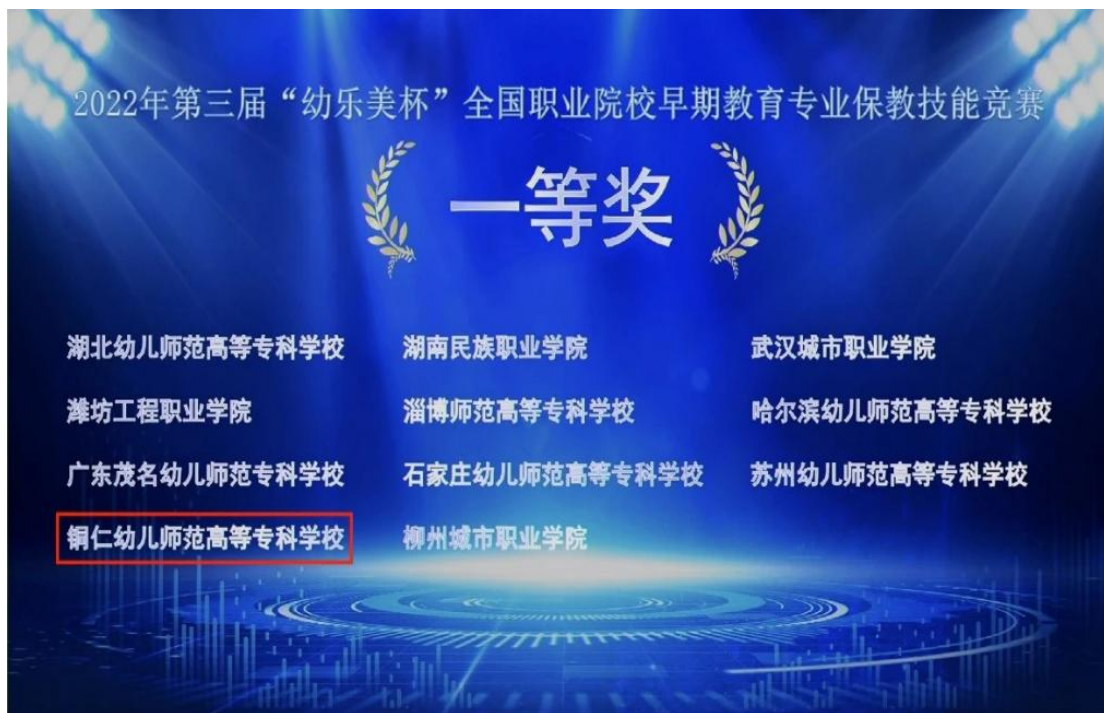 2022年第三届“幼乐美杯”全国职业院校早期教育专业保教技能竞赛
一等奖
湖北幼儿师范高等专科学校 湖南民族职业学院 武汉城市职业学院
潍坊工程职业学院 淄博师范高等专科学校 哈尔滨幼儿师范高等专科学校
广东茂名幼儿师范专科学校 石家庄幼儿师范高等专科学校 苏州幼儿师范高等专科学校
铜仁幼儿师范高等专科学校 柳州城市职业学院